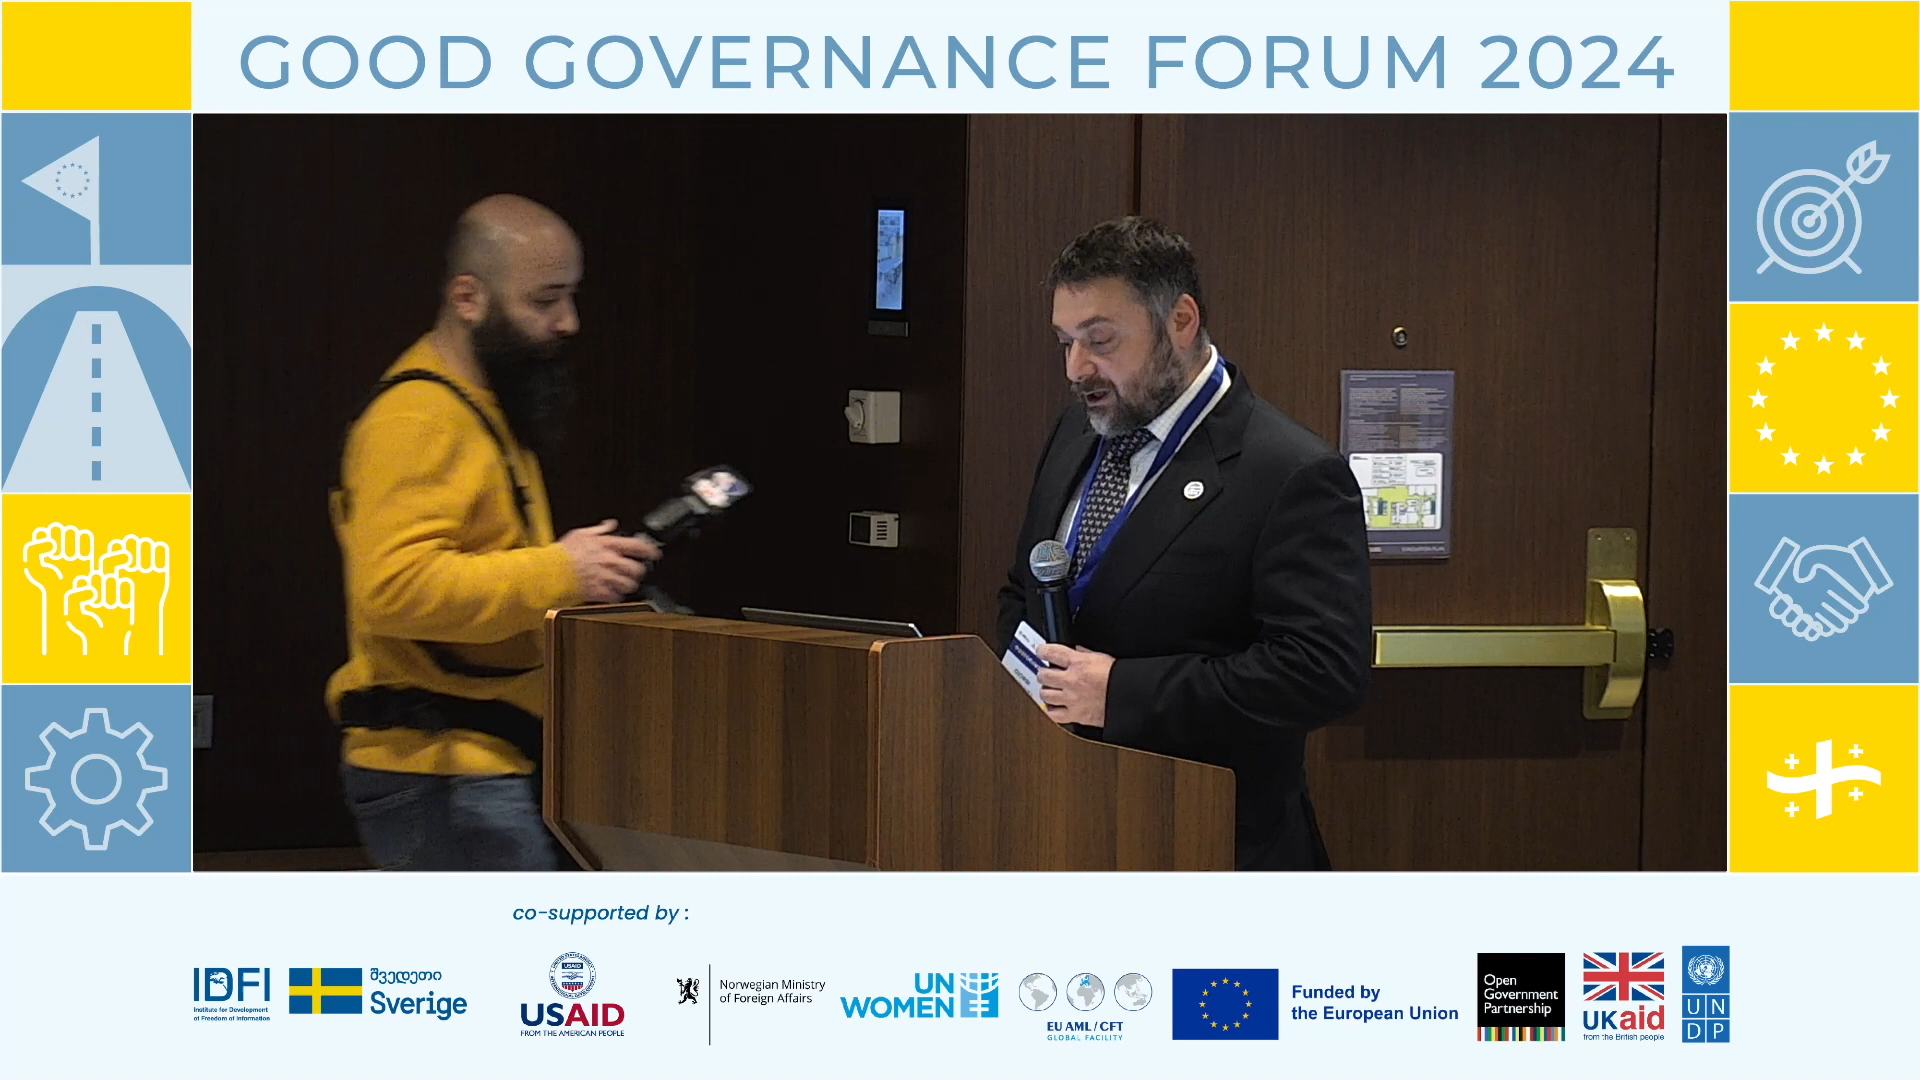 GOOD GOVERNANCE FORUM 2024
co-supported by :
IDFI
Institute for Development
of Freedom of Information
შვედეთი
Sverige
USAID
USAID
FROM THE AMERICAN PEOPLE
Norwegian Ministry
of Foreign Affairs
UN
WOMEN
EU AML / CFT
GLOBAL FACILITY
Funded by
the European Union
Open
Government
Partnership
UKaid
from the British people
U N
D P